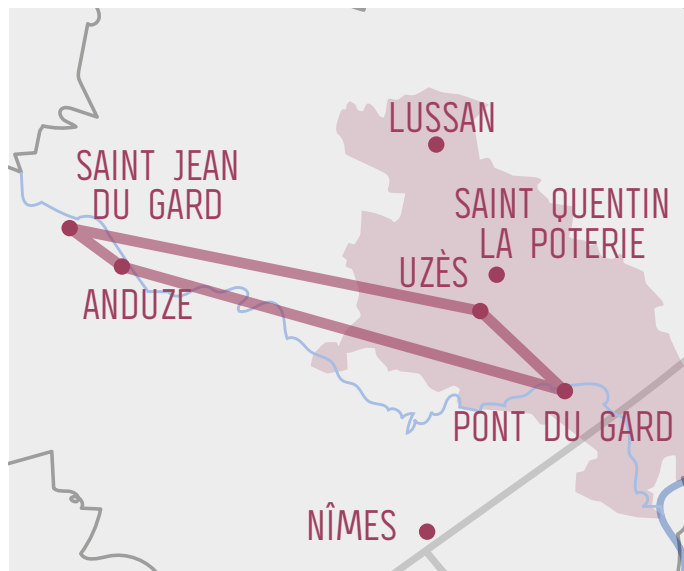 LUSSAN
SAINT JEAN
DU GARD
SAINT QUENTIN
LA POTERIE
UZÈS
ANDUZE
PONT DU GARD
NÎMES